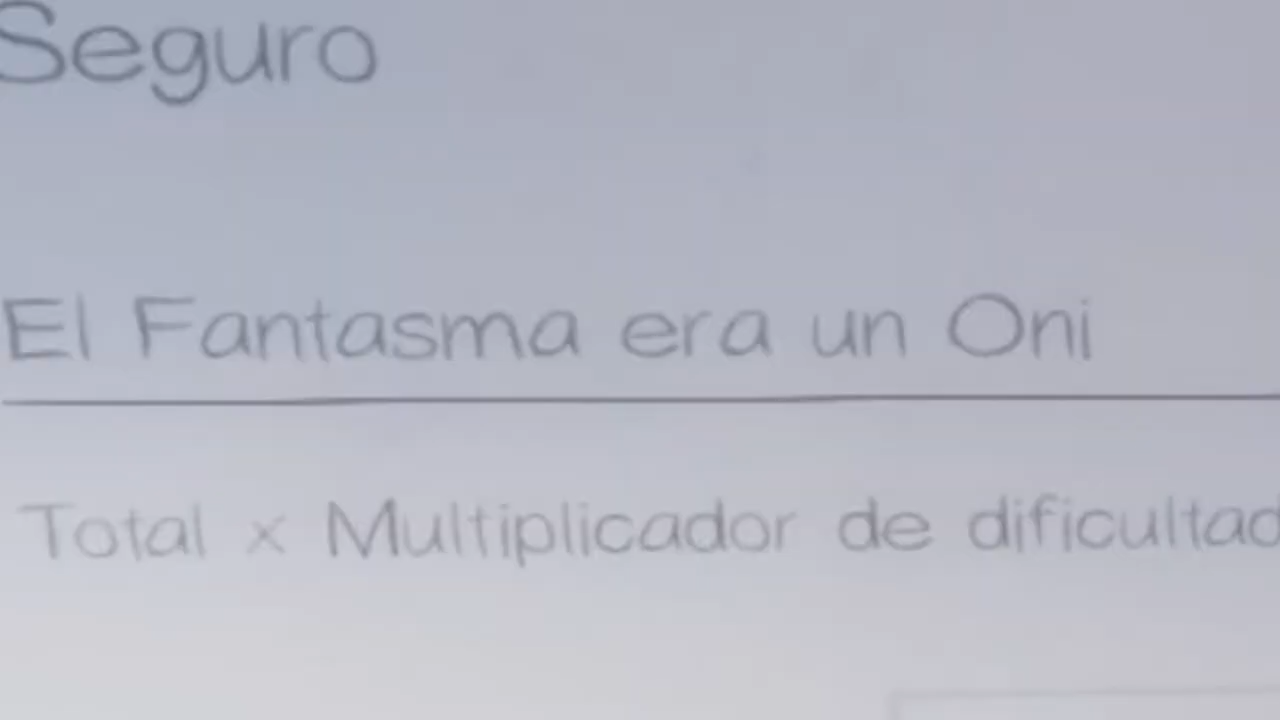 Seguro
El Fantasma era un Oni
Total x Multiplicador de dificultad